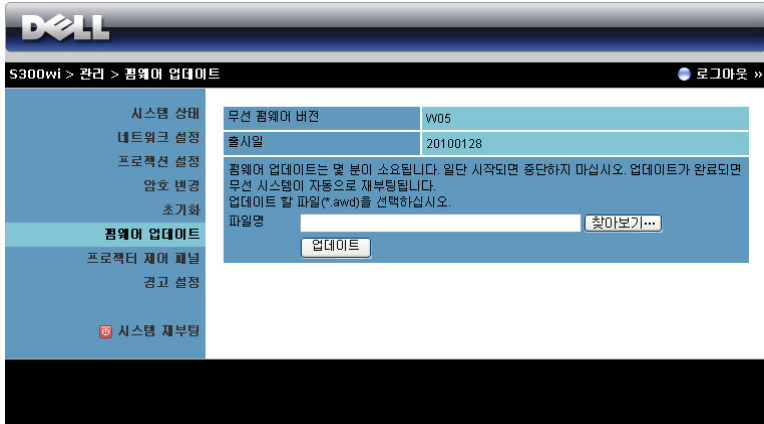 DELL
S300wi > 관리 > 펌웨어 업데이트
로그아웃 »
시스템 상태
네트워크 설정
프로젝션 설정
암호 변경
초기화
펌웨어 업데이트
프로젝터 제어 패널
경고 설정
시스템 재부팅
무선 펌웨어 버전 W05
출시일 20100128
펌웨어 업데이트는 몇 분이 소요됩니다. 일단 시작되면 중단하지 마십시오. 업데이트가 완료되면
무선 시스템이 자동으로 재부팅됩니다.
업데이트 할 파일(*.awd)을 선택하십시오.
파일명 찾아보기...
업데이트